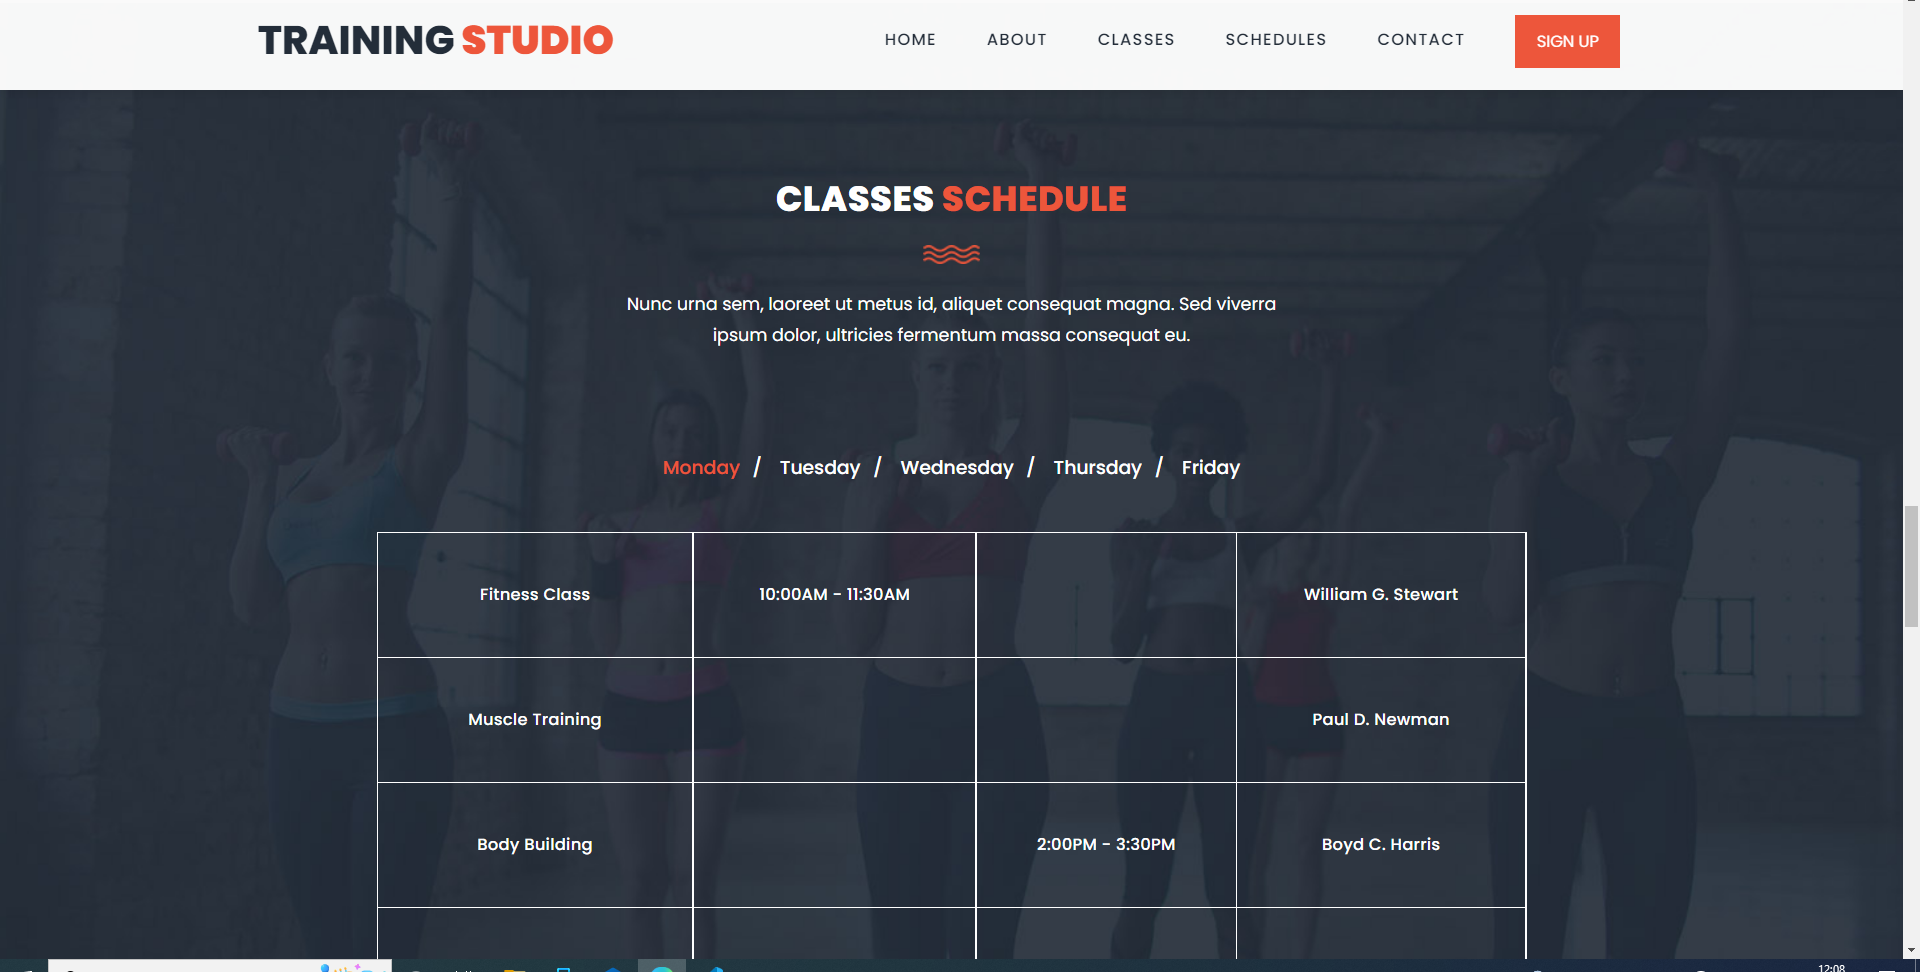 TRAINING STUDIO
HOME ABOUT CLASSES SCHEDULES CONTACT SIGN UP
CLASSES SCHEDULE
Nunc urna sem, laoreet ut metus id, aliquet consequat magna. Sed viverra
ipsum dolor, ultricies fermentum massa consequat eu.
Monday / Tuesday / Wednesday / Thursday / Friday
Fitness Class 10:00AM - 11:30AM William G. Stewart
Muscle Training Paul D. Newman
Body Building 2:00PM - 3:30PM Boyd C. Harris
12:08